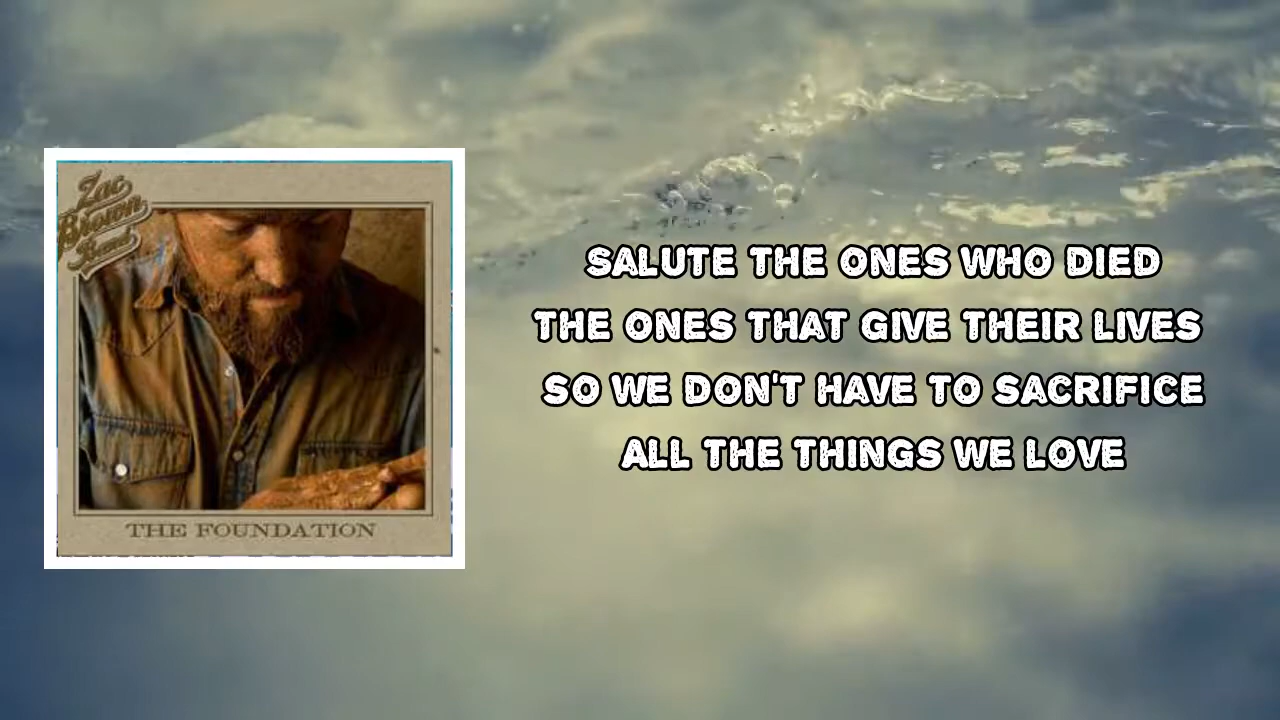 Zac
Brown
Band
THE FOUNDATION
SALUTE THE ONES WHO DIED
THE ONES THAT GIVE THEIR LIVES
SO WE DON'T HAVE TO SACRIFICE
ALL THE THINGS WE LOVE